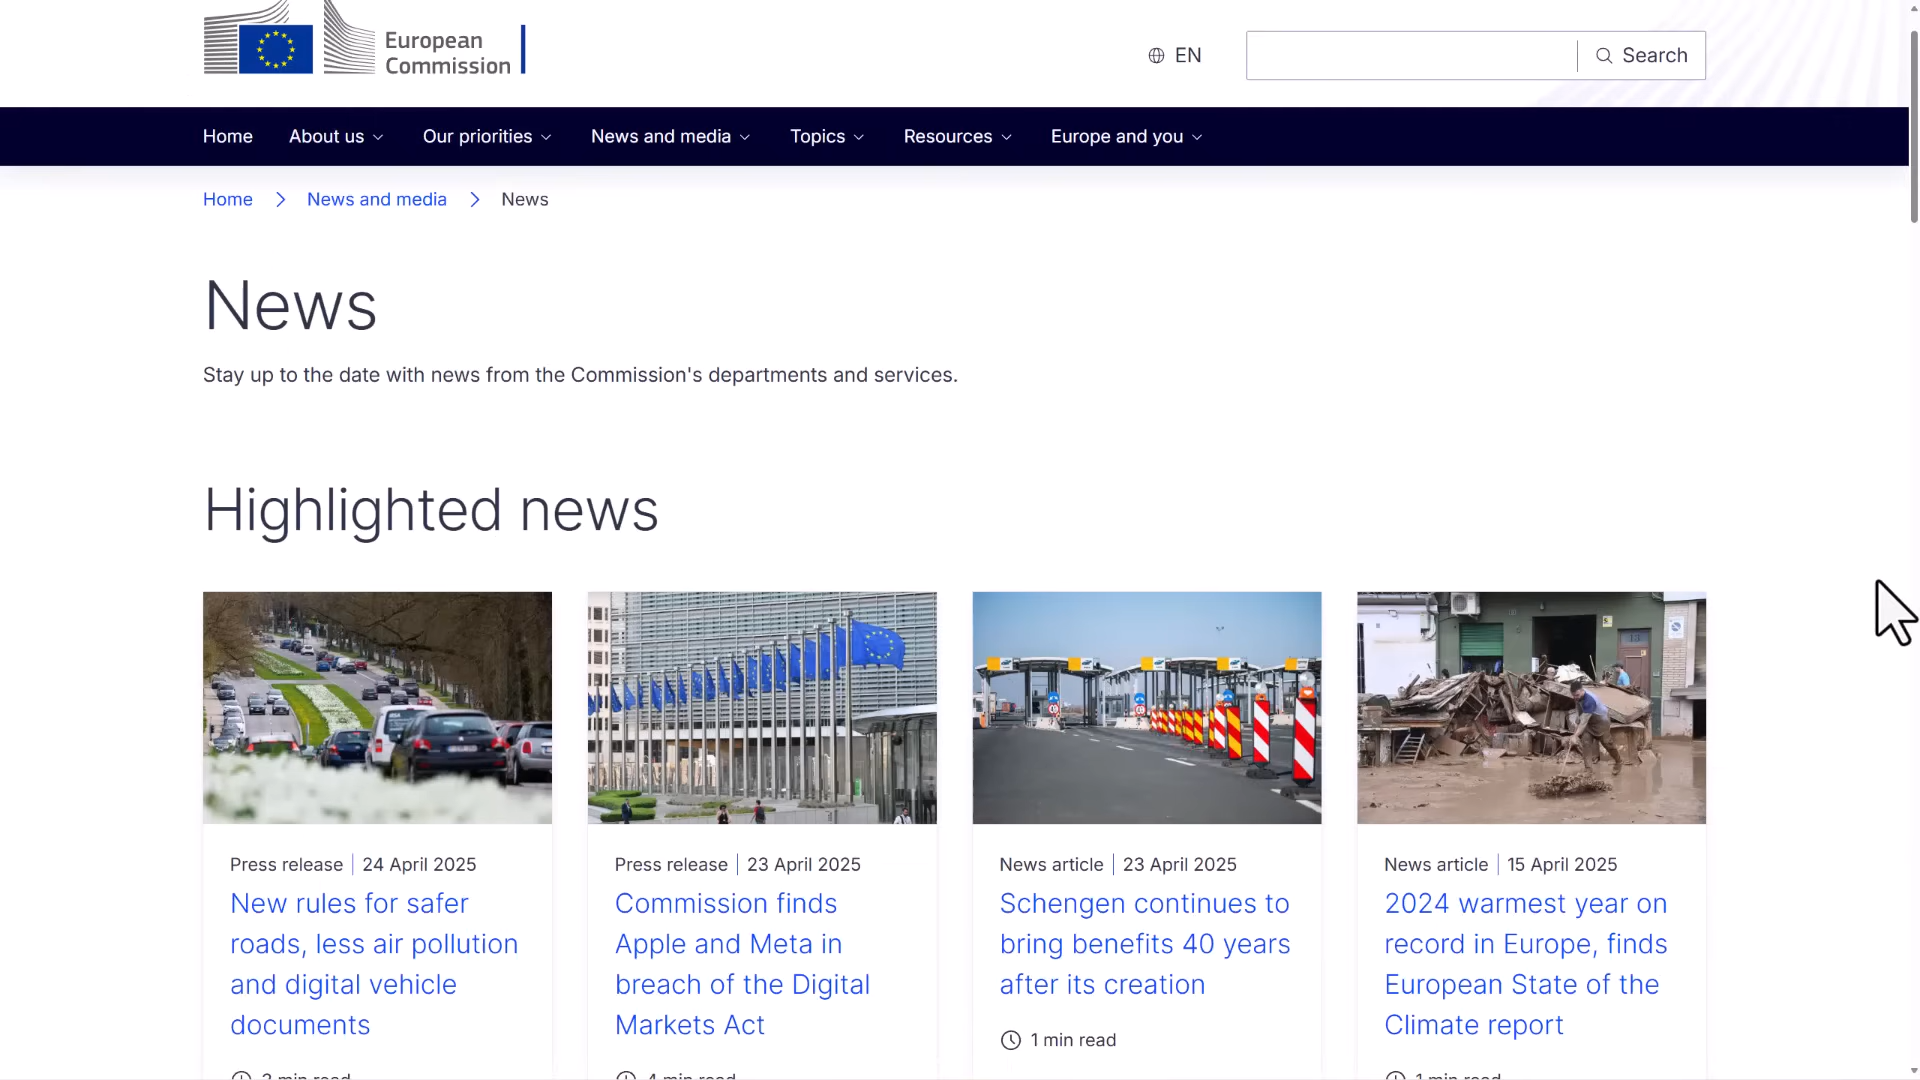 European
Commission
EN
Search
Home
About us
Our priorities
News and media
Topics
Resources
Europe and you
Home
News and media
News
News
Stay up to the date with news from the Commission's departments and services.
Highlighted news
Press release | 24 April 2025
New rules for safer
roads, less air pollution
and digital vehicle
documents
Press release | 23 April 2025
Commission finds
Apple and Meta in
breach of the Digital
Markets Act
4 min read
News article | 23 April 2025
Schengen continues to
bring benefits 40 years
after its creation
1 min read
News article | 15 April 2025
2024 warmest year on
record in Europe, finds
European State of the
Climate report
1 min read